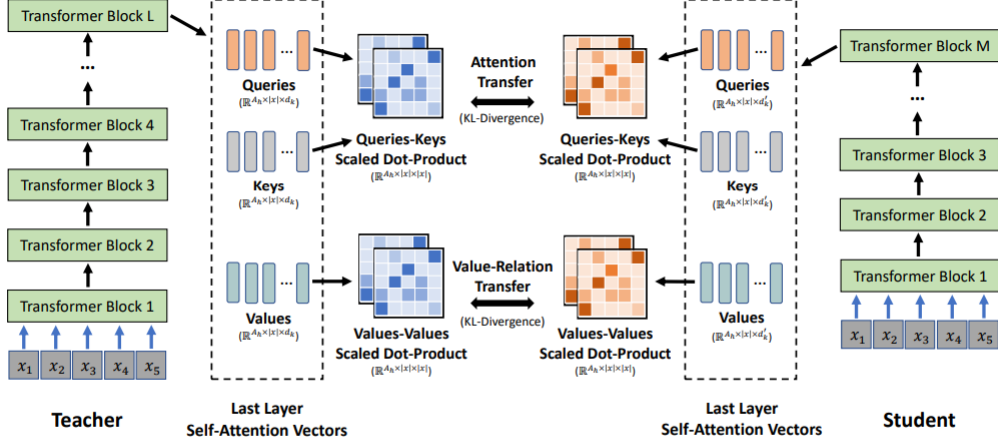 Transformer Block L
...
Transformer Block 4
Transformer Block 3
Transformer Block 2
Transformer Block 1
x1 x2 x3 x4 x5
Teacher
...
Queries
(ℝ^{A_h×|x|×d_k})
...
Keys
(ℝ^{A_h×|x|×d_k})
...
Values
(ℝ^{A_h×|x|×d_k})
Last Layer
Self-Attention Vectors
Queries-Keys
Scaled Dot-Product
(ℝ^{A_h×|x|×|x|})
Values-Values
Scaled Dot-Product
(ℝ^{A_h×|x|×|x|})
Attention
Transfer
(KL-Divergence)
Value-Relation
Transfer
(KL-Divergence)
Queries-Keys
Scaled Dot-Product
(ℝ^{A_h×|x|×|x|})
Values-Values
Scaled Dot-Product
(ℝ^{A_h×|x|×|x|})
...
Queries
(ℝ^{A_h×|x|×d'_k})
...
Keys
(ℝ^{A_h×|x|×d'_k})
...
Values
(ℝ^{A_h×|x|×d'_k})
Last Layer
Self-Attention Vectors
Transformer Block M
...
Transformer Block 3
Transformer Block 2
Transformer Block 1
x1 x2 x3 x4 x5
Student